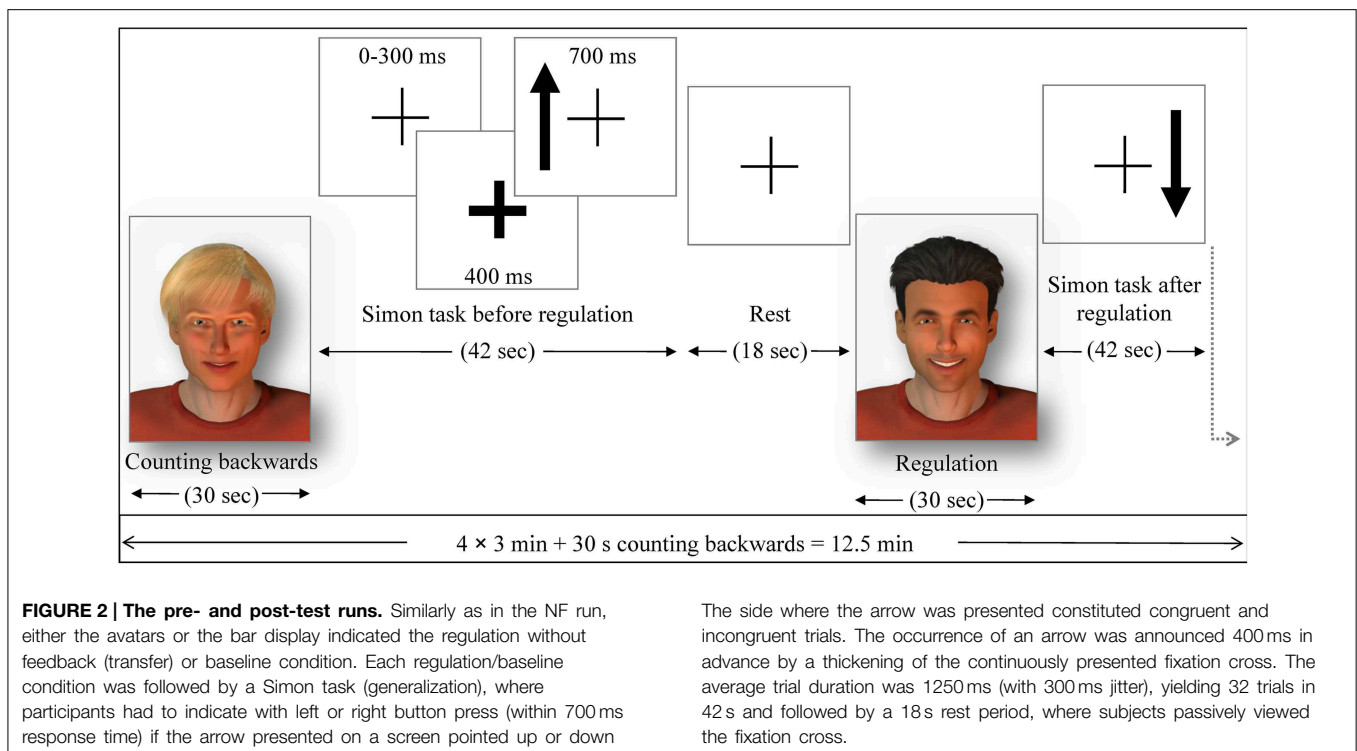 0-300 ms
700 ms
400 ms
Simon task before regulation
(42 sec)
Rest
(18 sec)
Simon task after
regulation
(42 sec)
Counting backwards
(30 sec)
Regulation
(30 sec)
4 × 3 min + 30 s counting backwards = 12.5 min
FIGURE 2 | The pre- and post-test runs. Similarly as in the NF run,
either the avatars or the bar display indicated the regulation without
feedback (transfer) or baseline condition. Each regulation/baseline
condition was followed by a Simon task (generalization), where
participants had to indicate with left or right button press (within 700 ms
response time) if the arrow presented on a screen pointed up or down
The side where the arrow was presented constituted congruent and
incongruent trials. The occurrence of an arrow was announced 400 ms in
advance by a thickening of the continuously presented fixation cross. The
average trial duration was 1250 ms (with 300 ms jitter), yielding 32 trials in
42 s and followed by a 18 s rest period, where subjects passively viewed
the fixation cross.